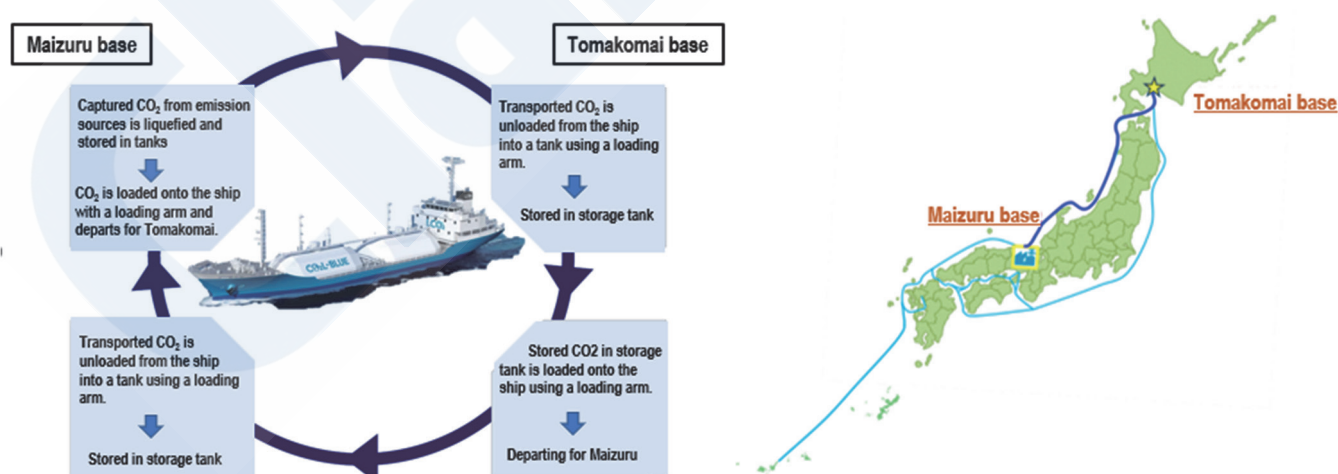 Maizuru base
Tomakomai base
Captured CO₂ from emission
sources is liquefied and
stored in tanks
CO₂ is loaded onto the ship
with a loading arm and
departs for Tomakomai.
Transported CO₂ is
unloaded from the ship
into a tank using a loading
arm.
Stored in storage tank
Transported CO₂ is
unloaded from the ship
into a tank using a loading
arm.
Stored in storage tank
Stored CO2 in storage
tank is loaded onto the
ship using a loading arm.
Departing for Maizuru
LCO₂
Tomakomai base
Maizuru base